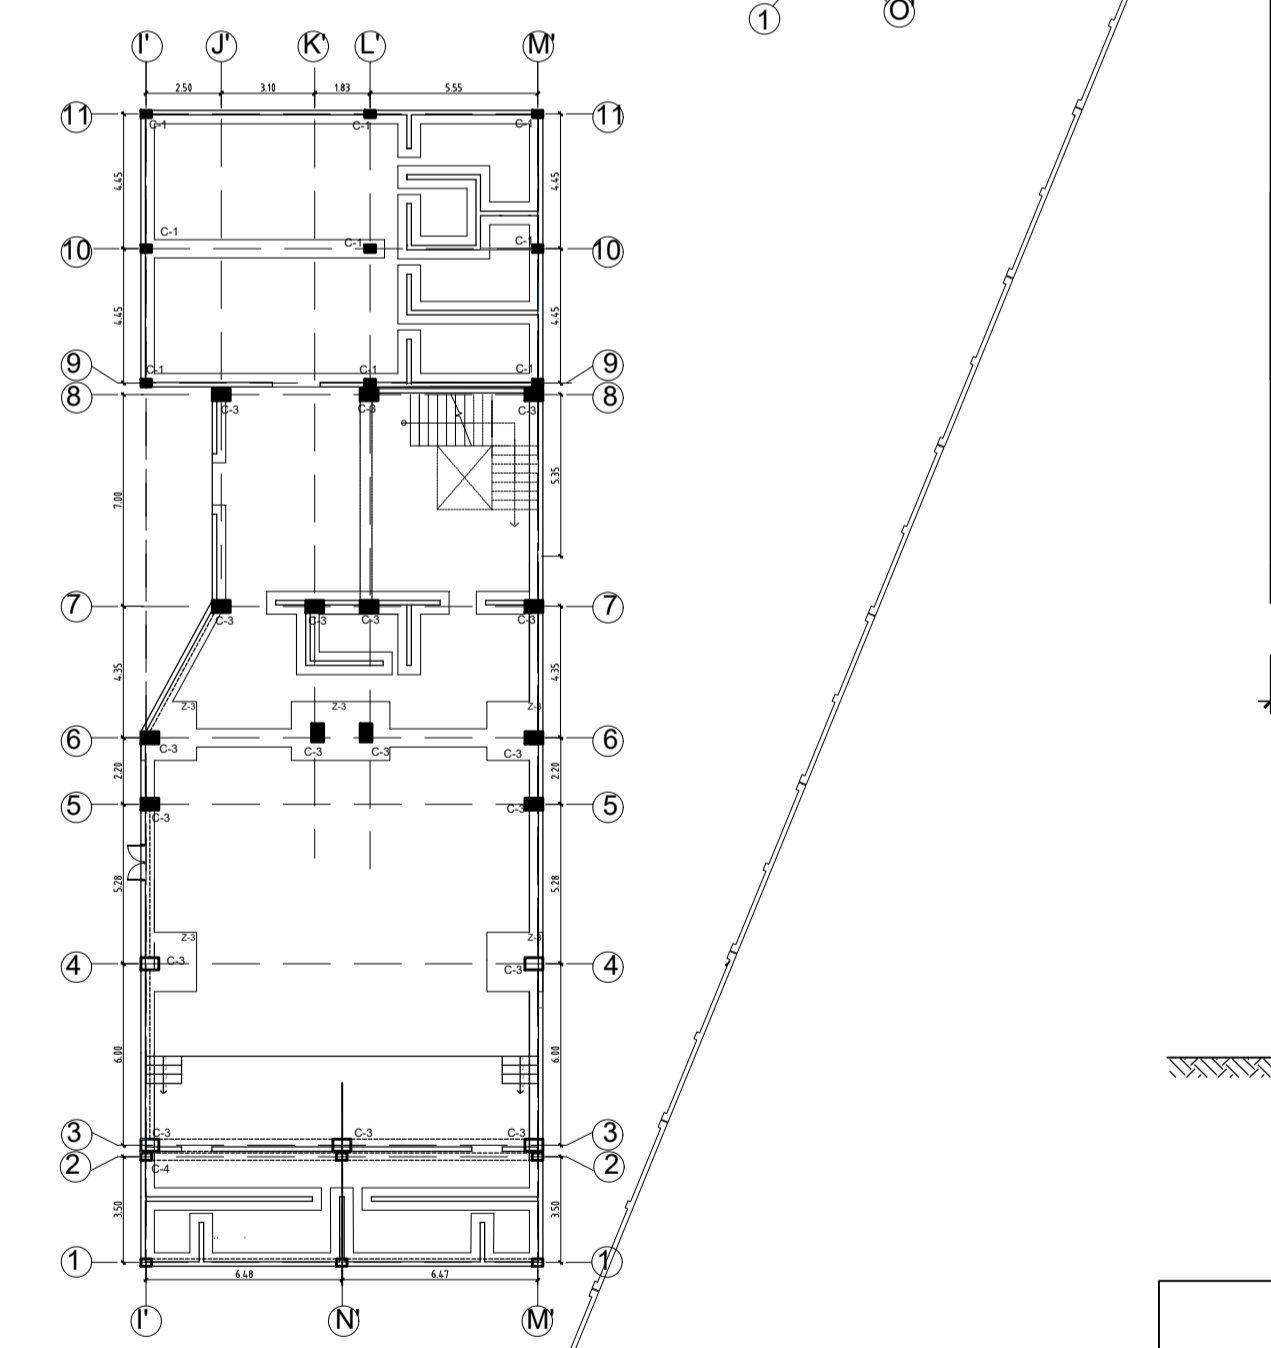 1 O'
I' J' K' L' M'
2.50 3.10 1.83 5.55
11 11
C-1 C-1 C-1
4.45 4.45
C-1 C-1 C-1
10 10
4.45 4.45
9 9
C-1 C-1 C-1
8 8
C-3 C-3 C-3
7.00 5.35
7 7
C-3 C-3 C-3 C-3
4.35 4.35
Z-3 Z-3 Z-3
6 6
C-3 C-3 C-3 C-3
2.20 2.20
5 5
C-3 C-3
5.28 5.28
Z-3 Z-3
4 4
C-3 C-3
6.00 6.00
3 3
C-3 C-3 C-3
2 2
C-4
3.50 3.50
1 1
6.48 6.47
I' N' M'